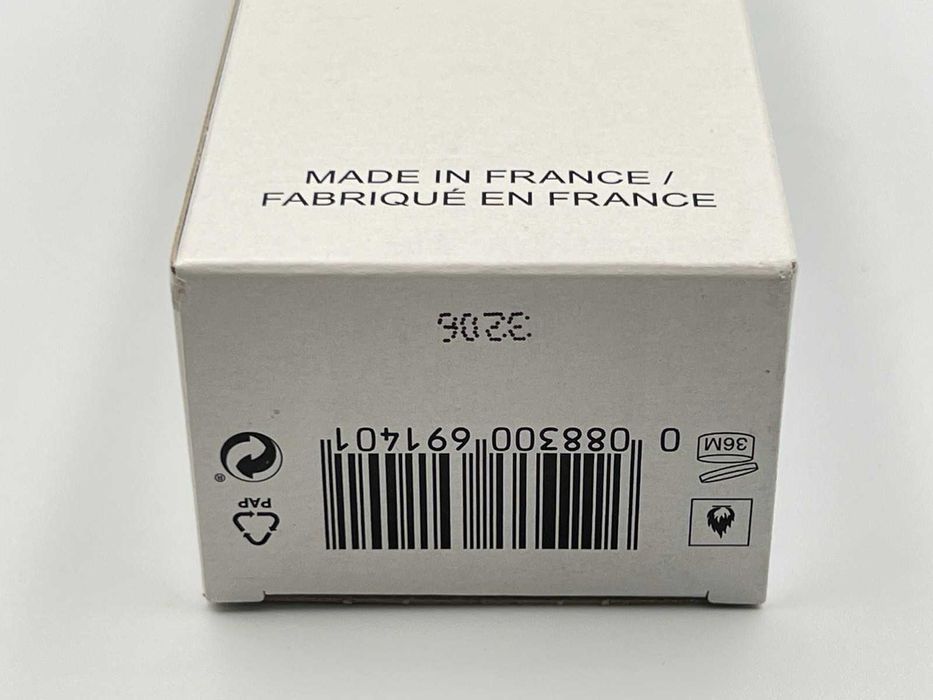 MADE IN FRANCE /
FABRIQUÉ EN FRANCE
36M
0 088300 691401
®
PAP
3206